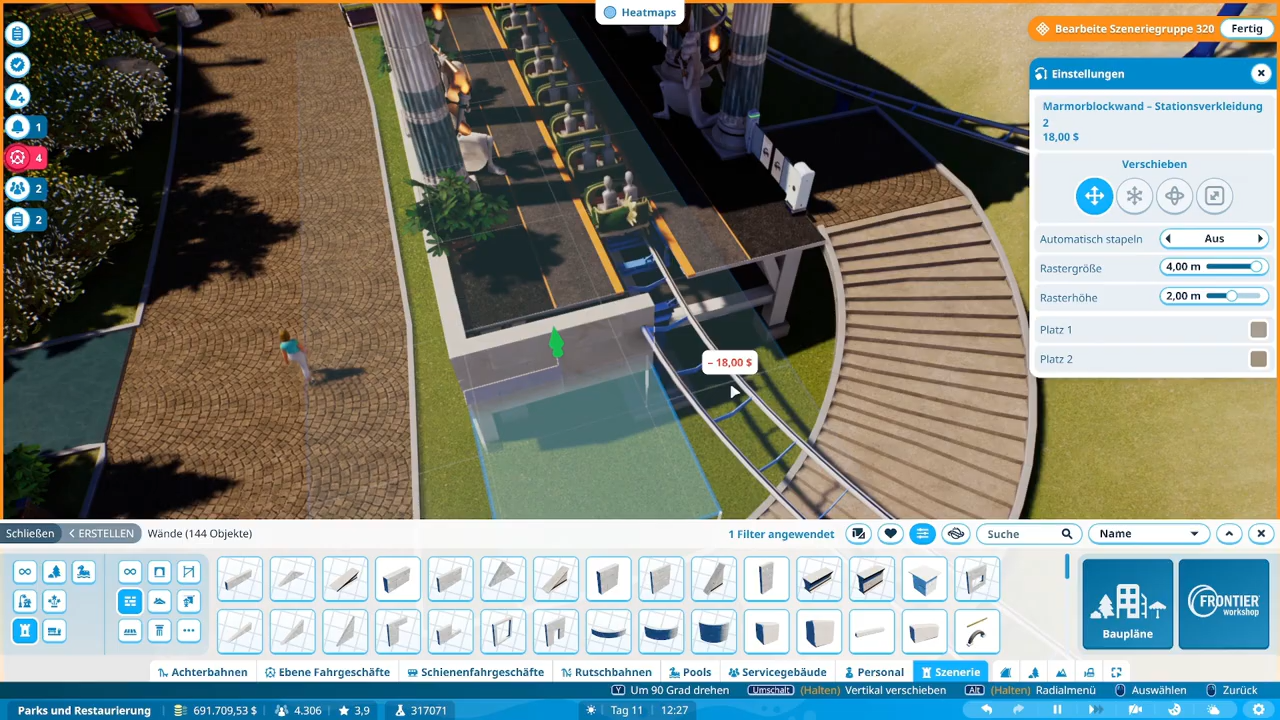 Heatmaps
Bearbeite Szeneriegruppe 320
Fertig
1
4
2
2
Einstellungen
Marmorblockwand – Stationsverkleidung
2
18,00 $
Verschieben
Automatisch stapeln Aus
Rastergröße 4,00 m
Rasterhöhe 2,00 m
Platz 1
Platz 2
– 18,00 $
Schließen ERSTELLEN Wände (144 Objekte) 1 Filter angewendet Suche Name
Baupläne
FRONTIER
workshop
Achterbahnen Ebene Fahrgeschäfte Schienenfahrgeschäfte Rutschbahnen Pools Servicegebäude Personal Szenerie
Y Um 90 Grad drehen Umschalt (Halten) Vertikal verschieben Alt (Halten) Radialmenü Auswählen Zurück
Parks und Restaurierung 691.709,53 $ 4.306 3,9 317071 Tag 11 12:27